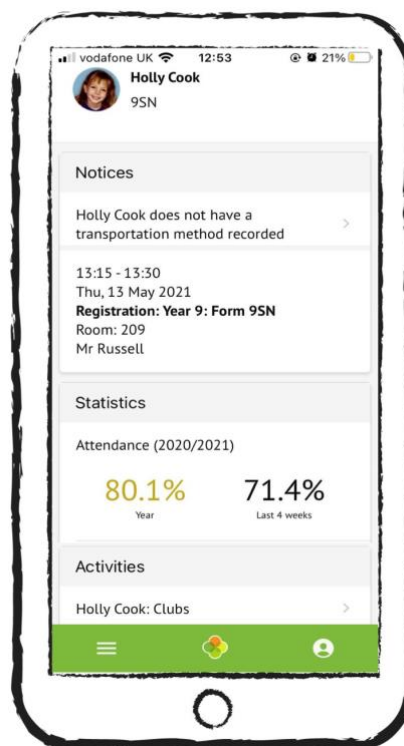 vodafone UK 12:53 21%
Holly Cook
9SN
Notices
Holly Cook does not have a
transportation method recorded
13:15 - 13:30
Thu, 13 May 2021
Registration: Year 9: Form 9SN
Room: 209
Mr Russell
Statistics
Attendance (2020/2021)
80.1% 71.4%
Year Last 4 weeks
Activities
Holly Cook: Clubs